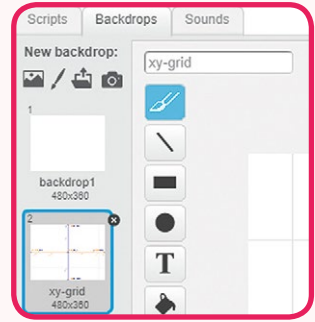 Scripts
Backdrops
Sounds
New backdrop:
xy-grid
1
backdrop1
480x360
2
T
xy-grid
480x360